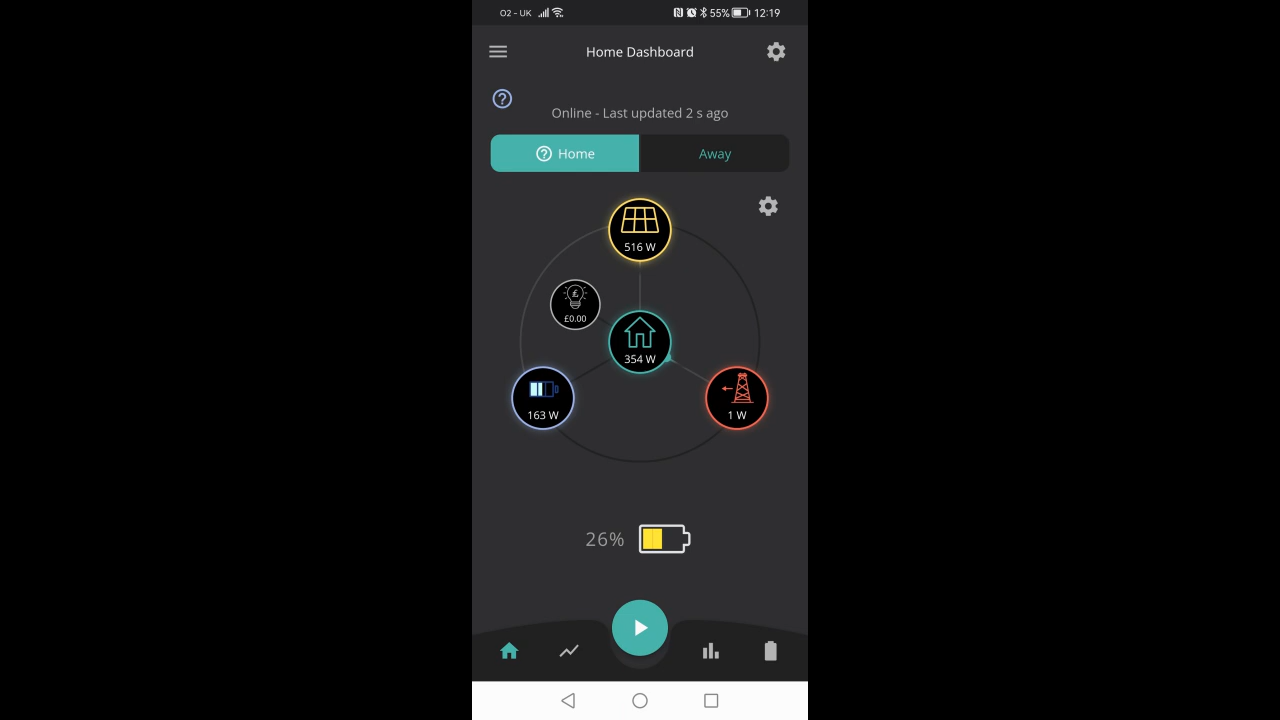 O2 - UK 55% 12:19
Home Dashboard
Online - Last updated 2 s ago
Home Away
516 W
£
£0.00
354 W
163 W
1 W
26%